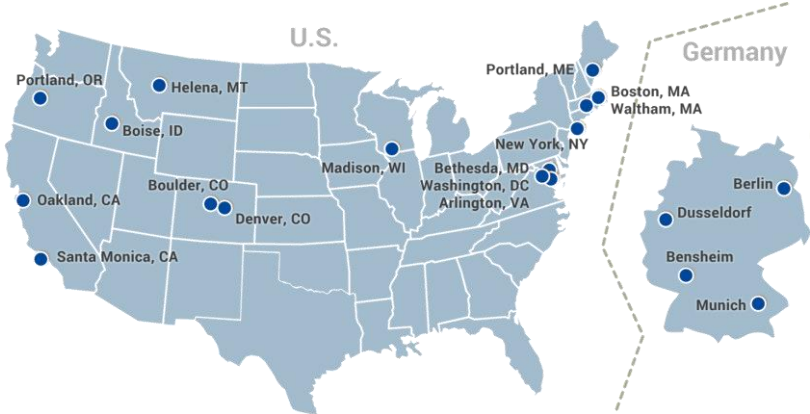 U.S.
Germany
Portland, OR
Helena, MT
Portland, ME
Boston, MA
Waltham, MA
Boise, ID
New York, NY
Madison, WI
Bethesda, MD
Washington, DC
Arlington, VA
Boulder, CO
Denver, CO
Oakland, CA
Santa Monica, CA
Berlin
Dusseldorf
Bensheim
Munich